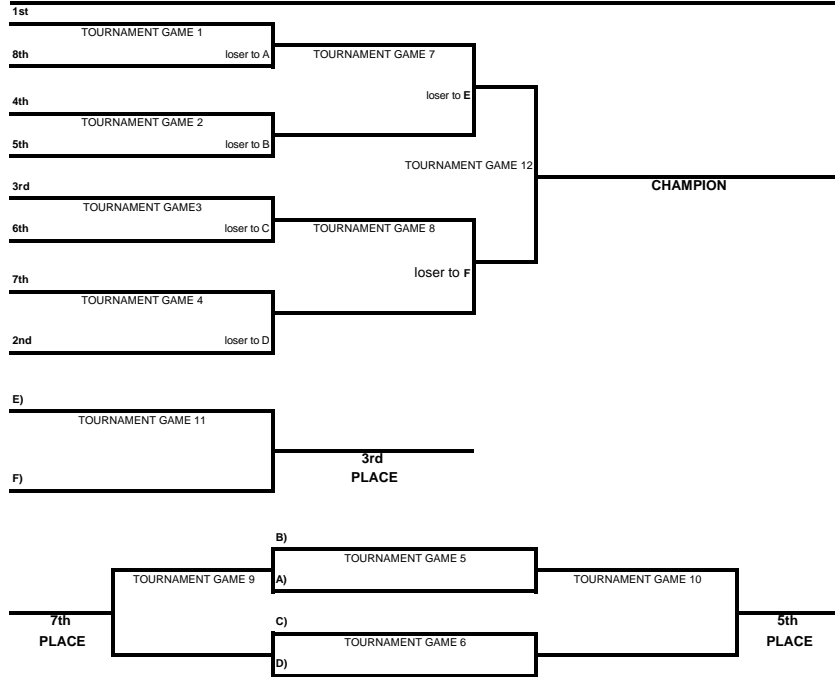 1st
TOURNAMENT GAME 1
8th loser to A
TOURNAMENT GAME 7
loser to E
4th
TOURNAMENT GAME 2
5th loser to B
TOURNAMENT GAME 12
CHAMPION
3rd
TOURNAMENT GAME3
6th loser to C
TOURNAMENT GAME 8
loser to F
7th
TOURNAMENT GAME 4
2nd loser to D
E)
TOURNAMENT GAME 11
3rd
PLACE
F)
B)
TOURNAMENT GAME 5
TOURNAMENT GAME 9
A)
TOURNAMENT GAME 10
7th
PLACE
C)
5th
PLACE
TOURNAMENT GAME 6
D)